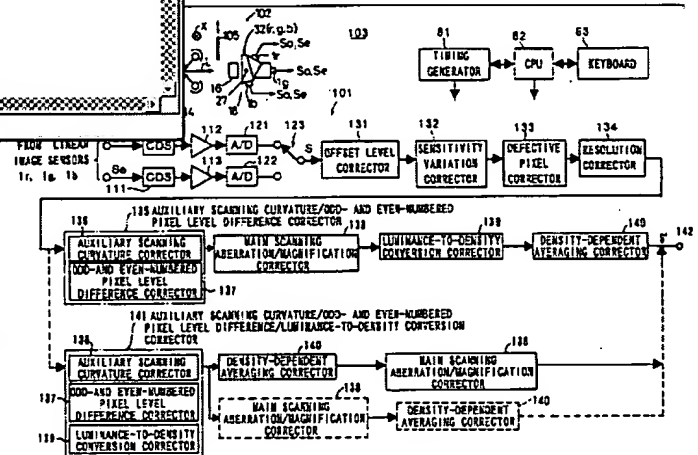 102
103
X
105
32(r,g,b)
So,Se
1r
So,Se
16
1g
27
18
So,Se
1b
101
81
TIMING GENERATOR
82
CPU
83
KEYBOARD
FROM LINEAR
IMAGE SENSORS
1r, 1g, 1b
CDS
112
A/D
121
123
S
Se
CDS
111
113
A/D
122
131
OFFSET LEVEL
CORRECTOR
132
SENSITIVITY
VARIATION
CORRECTOR
133
DEFECTIVE
PIXEL
CORRECTOR
134
RESOLUTION
CORRECTOR
135 AUXILIARY SCANNING CURVATURE/ODD- AND EVEN-NUMBERED
PIXEL LEVEL DIFFERENCE CORRECTOR
136
AUXILIARY SCANNING
CURVATURE CORRECTOR
ODD-AND EVEN-NUMBERED
PIXEL LEVEL
DIFFERENCE CORRECTOR
137
138
MAIN SCANNING
ABERRATION/MAGNIFICATION
CORRECTOR
139
LUMINANCE-TO-DENSITY
CONVERSION CORRECTOR
140
DENSITY-DEPENDENT
AVERAGING CORRECTOR
142
141 AUXILIARY SCANNING CURVATURE/ODD- AND EVEN-NUMBERED
PIXEL LEVEL DIFFERENCE/LUMINANCE-TO-DENSITY CONVERSION
CORRECTOR
136
AUXILIARY SCANNING
CURVATURE CORRECTOR
137
ODD-AND EVEN-NUMBERED
PIXEL LEVEL
DIFFERENCE CORRECTOR
139
LUMINANCE-TO-DENSITY
CONVERSION CORRECTOR
140
DENSITY-DEPENDENT
AVERAGING CORRECTOR
138
MAIN SCANNING
ABERRATION/MAGNIFICATION
CORRECTOR
138
MAIN SCANNING
ABERRATION/MAGNIFICATION
CORRECTOR
140
DENSITY-DEPENDENT
AVERAGING CORRECTOR